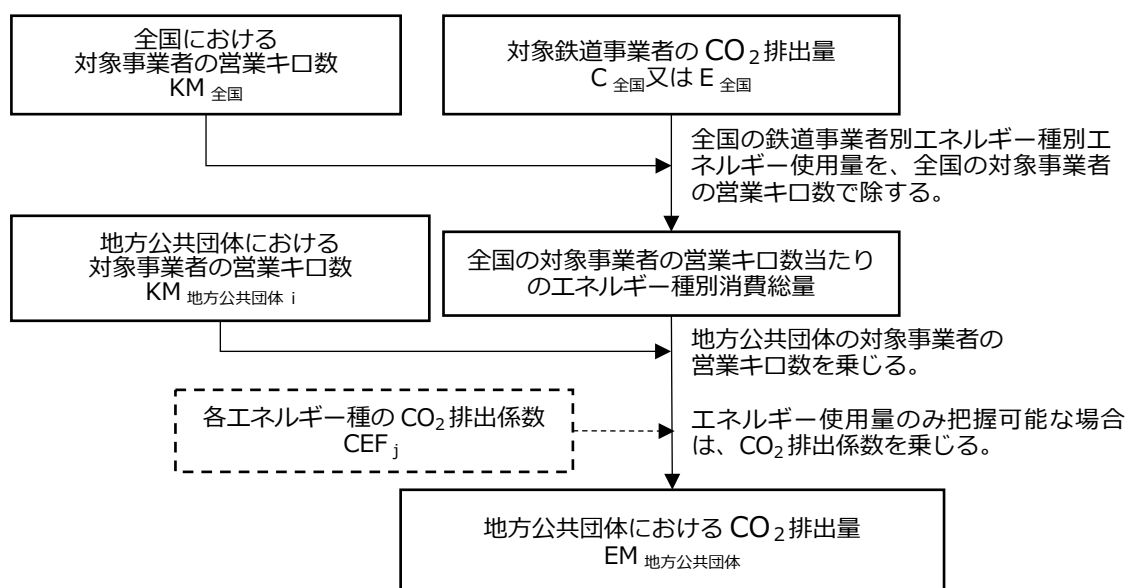 全国における
対象事業者の営業キロ数
KM 全国
対象鉄道事業者の CO2 排出量
C 全国又は E 全国
全国の鉄道事業者別エネルギー種別エ
ネルギー使用量を、全国の対象事業者
の営業キロ数で除する。
地方公共団体における
対象事業者の営業キロ数
KM 地方公共団体 i
全国の対象事業者の営業キロ数当たり
のエネルギー種別消費総量
地方公共団体の対象事業者の
営業キロ数を乗じる。
各エネルギー種の CO2 排出係数
CEF j
エネルギー使用量のみ把握可能な場合
は、CO2 排出係数を乗じる。
地方公共団体における CO2 排出量
EM 地方公共団体